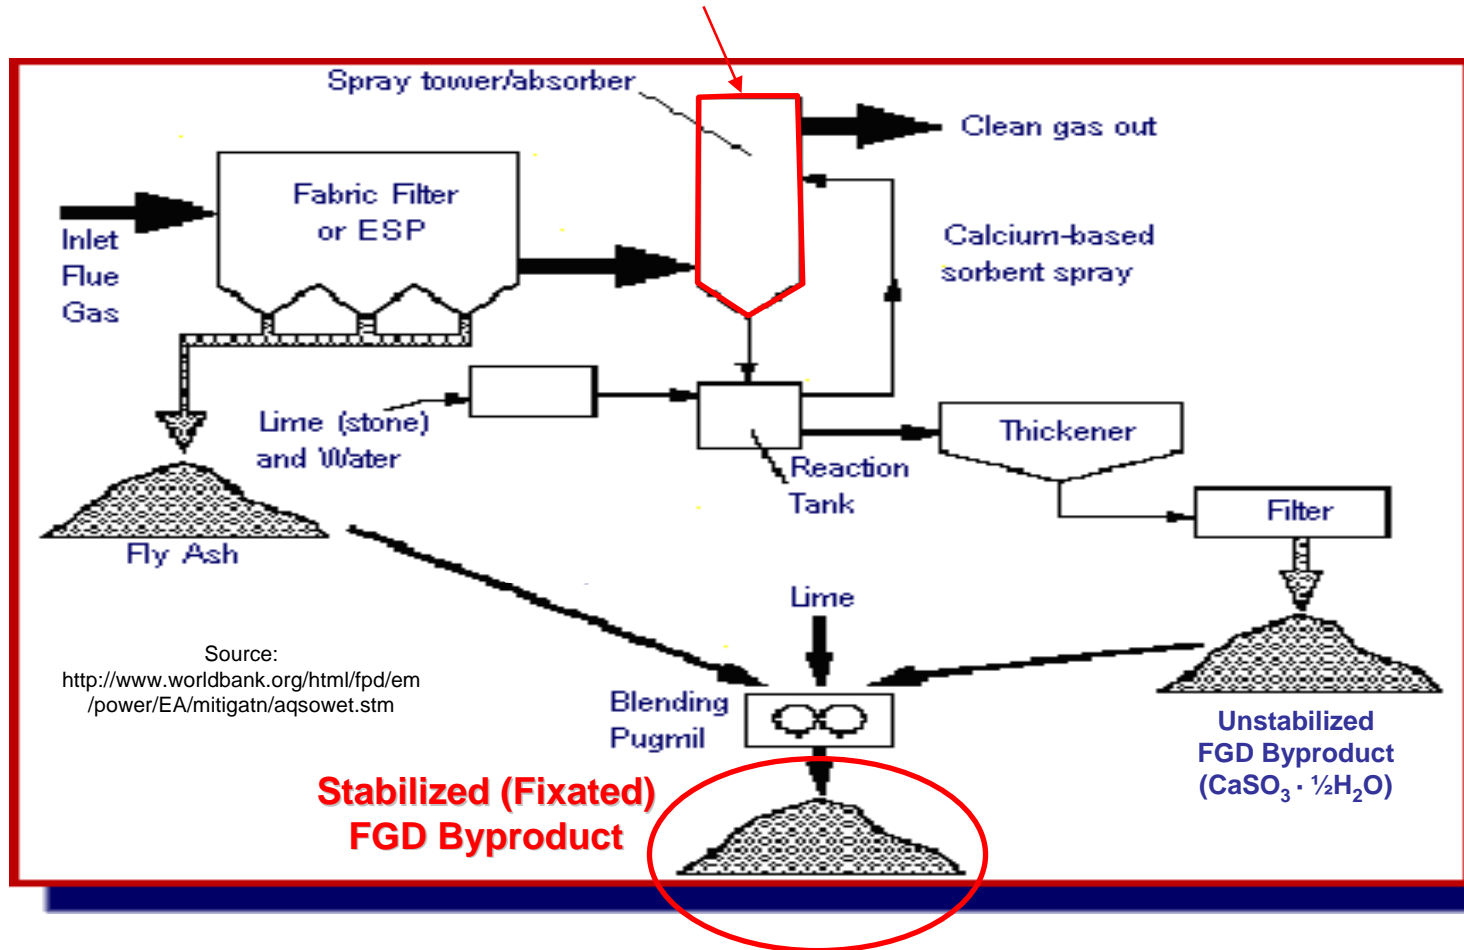 Spray tower/absorber
Clean gas out
Fabric Filter
or ESP
Inlet
Flue
Gas
Calcium-based
sorbent spray
Lime (stone)
and Water
Thickener
Reaction
Tank
Filter
Fly Ash
Lime
Source:
http://www.worldbank.org/html/fpd/em
/power/EA/mitigatn/aqsowet.stm
Blending
Pugmil
Unstabilized
FGD Byproduct
(CaSO₃ · ½H₂O)
Stabilized (Fixated)
FGD Byproduct